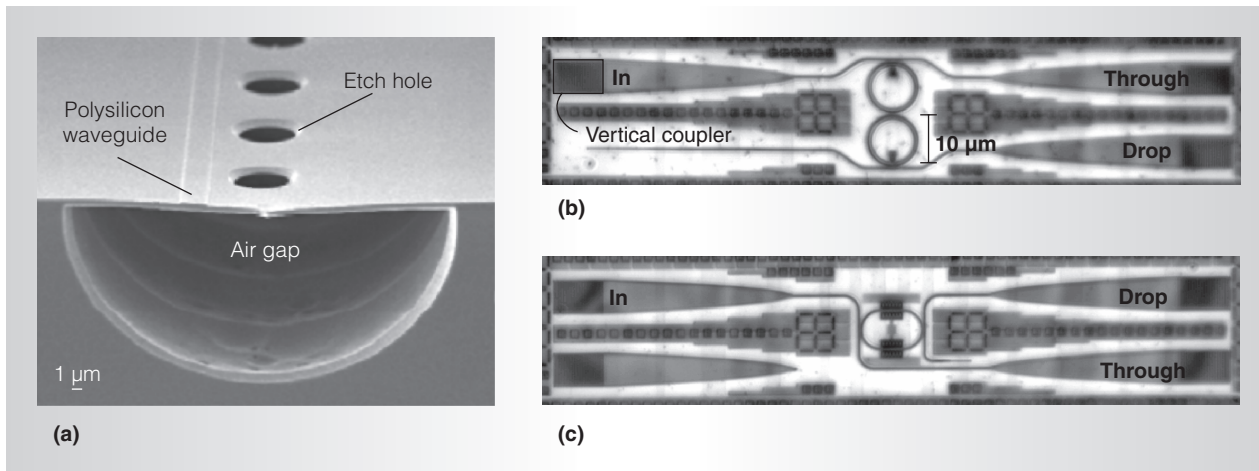 Etch hole
Polysilicon
waveguide
Air gap
1 µm
(a)
In
Through
Vertical coupler
10 µm
Drop
(b)
In
Drop
Through
(c)